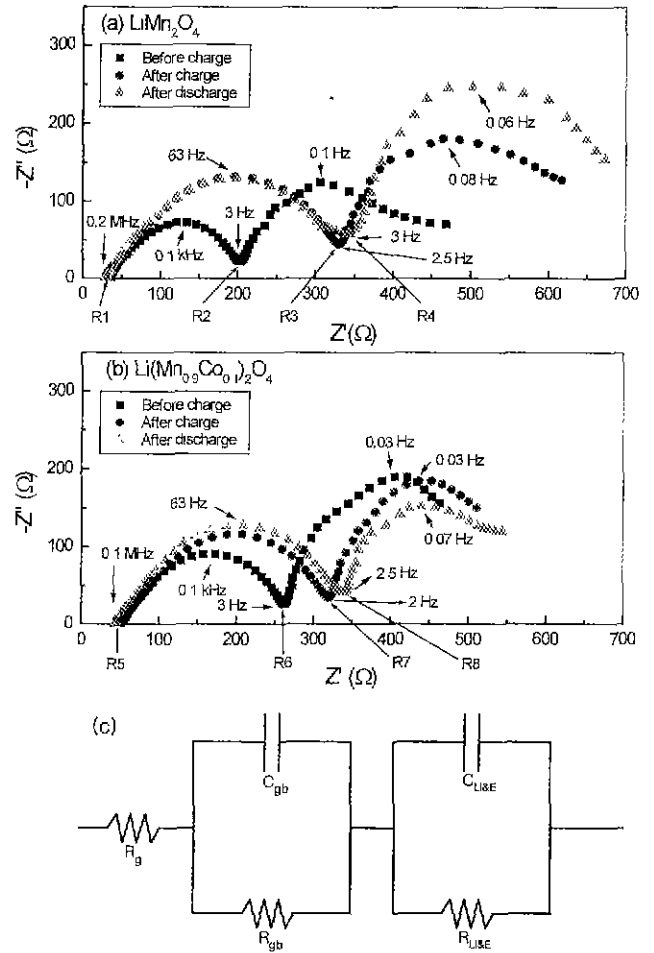 (a) LiMn2O4
Before charge
After charge
After discharge
-Z" (Ω)
300
200
100
0
0.2 MHz
63 Hz
0.1 kHz
3 Hz
0.1 Hz
0.06 Hz
0.08 Hz
3 Hz
2.5 Hz
0 100 200 300 400 500 600 700
R1 R2 R3 R4
Z'(Ω)
(b) Li(Mn0.9Co0.1)2O4
Before charge
After charge
After discharge
-Z" (Ω)
300
200
100
0
0.1 MHz
63 Hz
0.1 kHz
3 Hz
0.03 Hz
0.03 Hz
0.07 Hz
2.5 Hz
2 Hz
0 100 200 300 400 500 600 700
R5 R6 R7 R8
Z' (Ω)
(c)
Cgb
CLI&E
Rg
Rgb
RLI&E